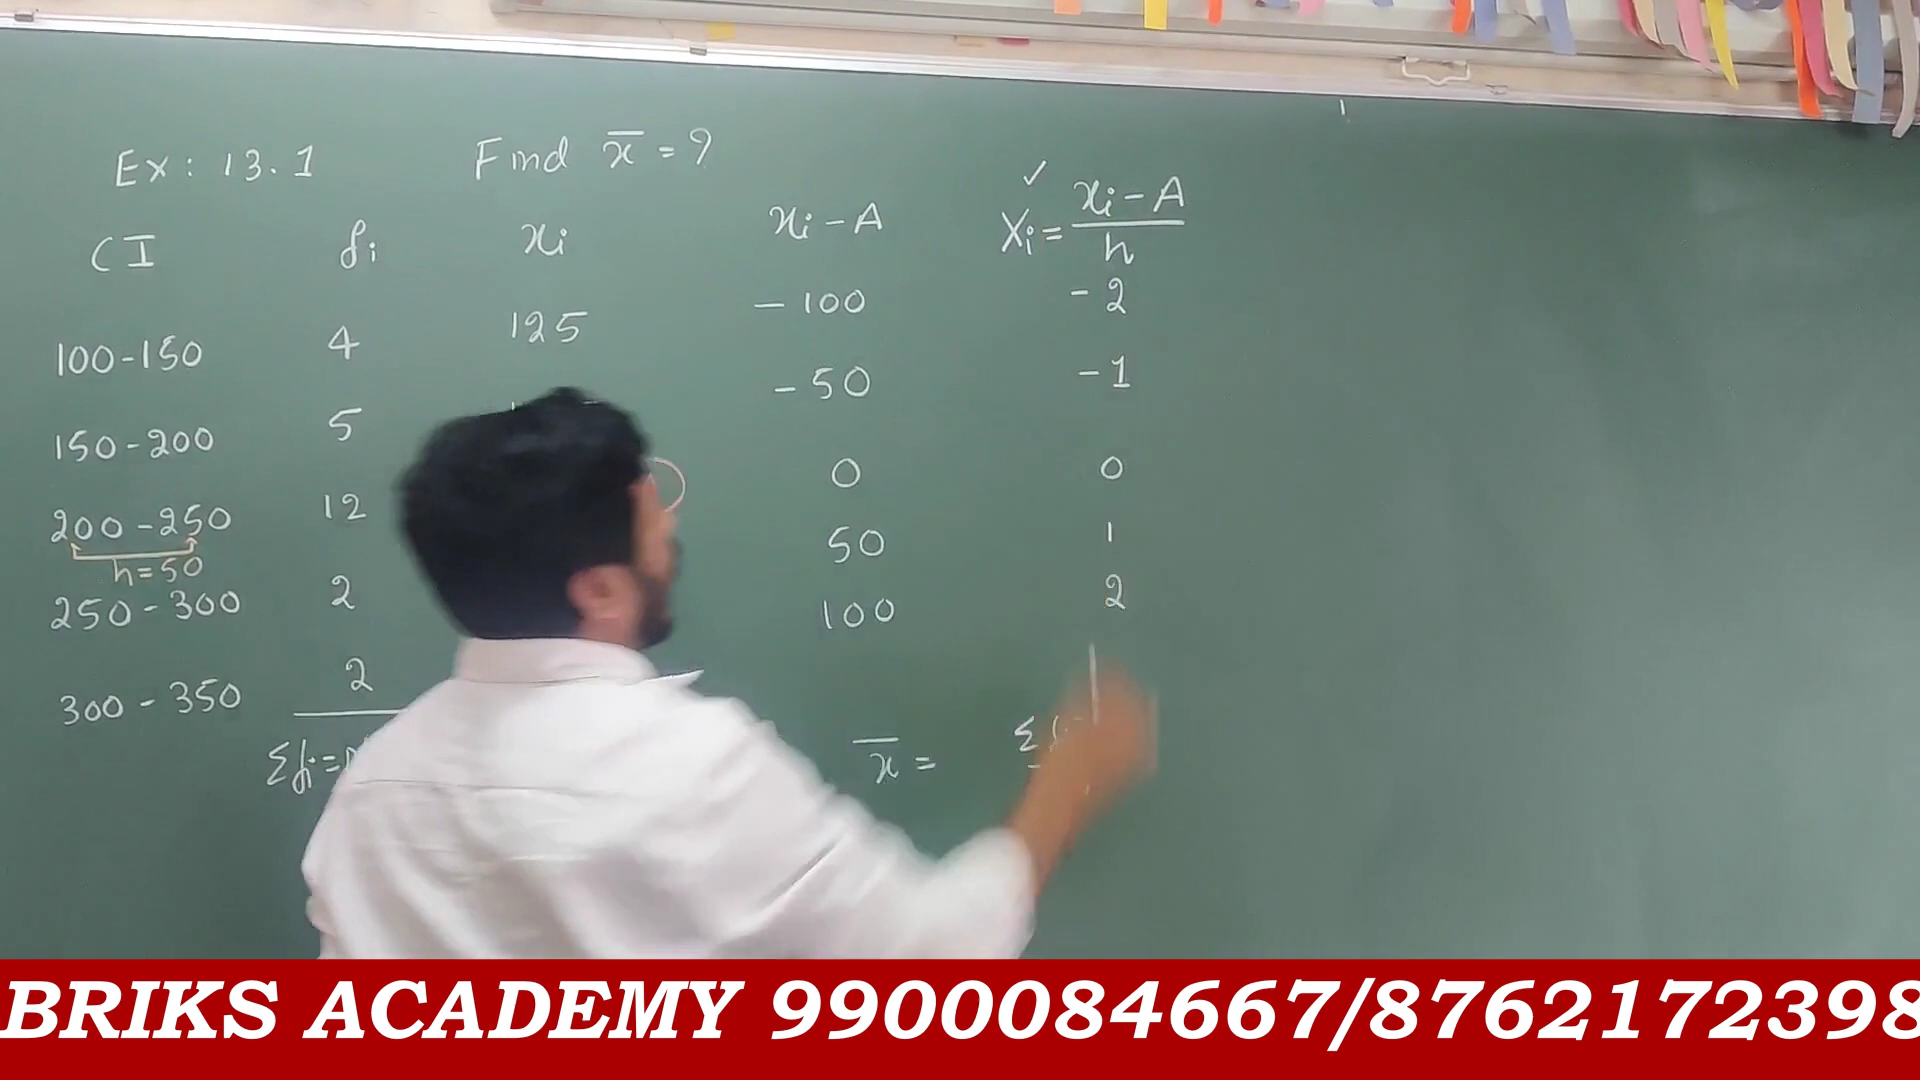 Ex: 13.1 Find x̄ = ?
CI fi xi xi - A Xi = (xi - A)/h
100-150 4 125 -100 -2
150-200 5 -50 -1
200-250 12 0 0
h=50
250-300 2 50 1
300-350 2 100 2
Σfi =
x̄ = Σ
BRIKS ACADEMY 9900084667/8762172398